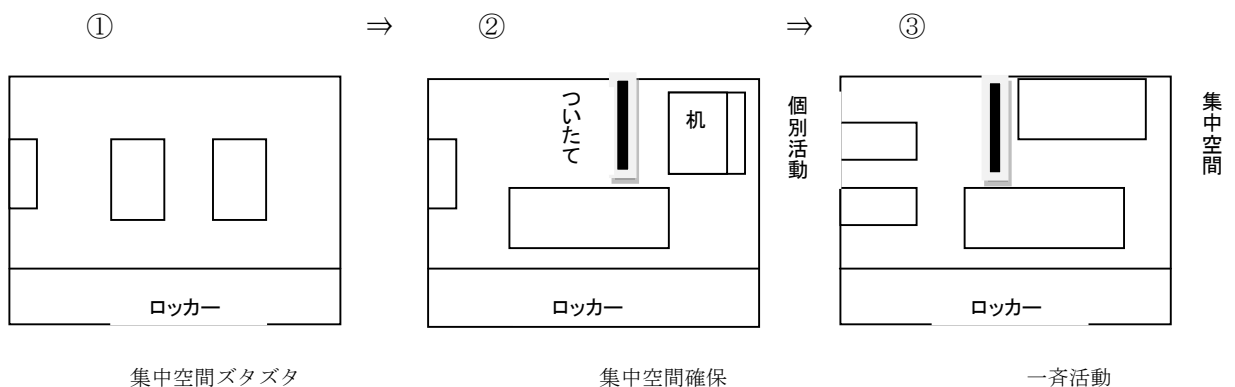 ① ⇒ ② ⇒ ③
ついたて
机
個別活動
集中空間
ロッカー
ロッカー
ロッカー
集中空間ズタズタ
集中空間確保
一斉活動